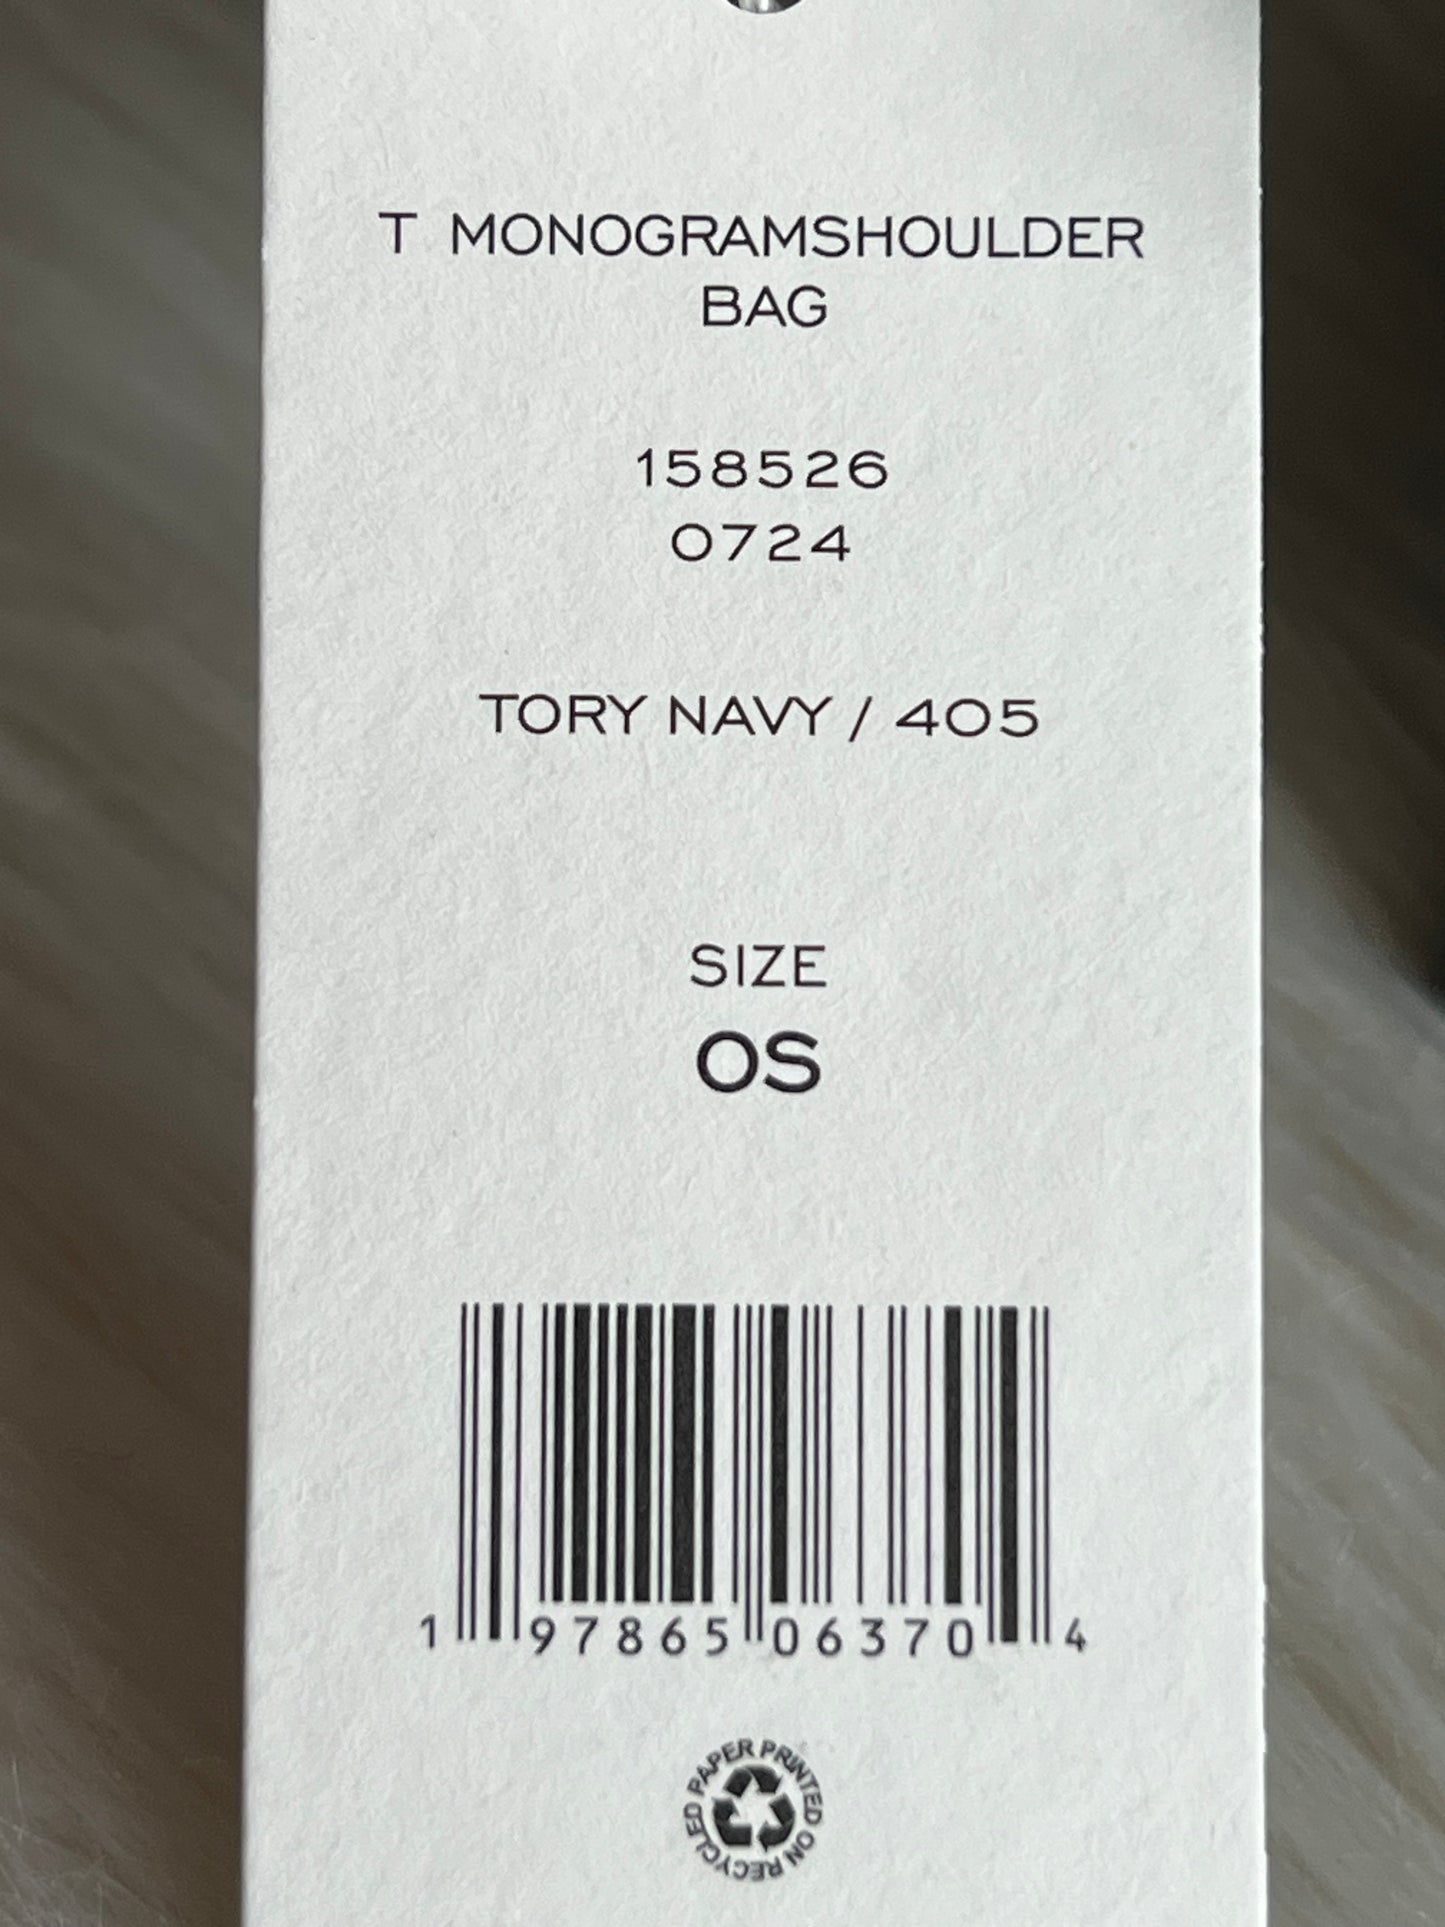 T MONOGRAMSHOULDER
BAG
158526
0724
TORY NAVY / 405
SIZE
OS
1 97865 06370 4
PAPER PRINTED ON RECYCLED